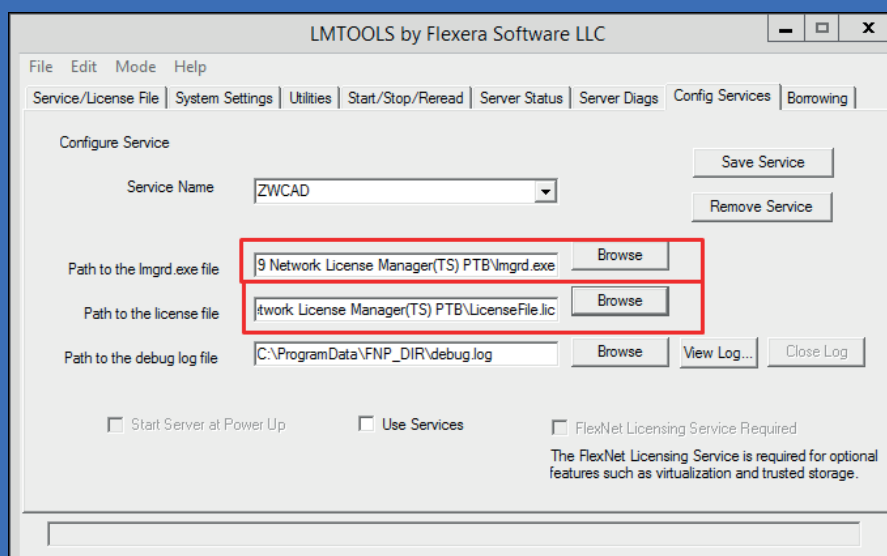 LMTOOLS by Flexera Software LLC
File Edit Mode Help
Service/License File System Settings Utilities Start/Stop/Reread Server Status Server Diags Config Services Borrowing
Configure Service
Save Service
Service Name ZWCAD
Remove Service
Path to the lmgrd.exe file 9 Network License Manager(TS) PTB\lmgrd.exe Browse
Path to the license file etwork License Manager(TS) PTB\LicenseFile.lic Browse
Path to the debug log file C:\ProgramData\FNP_DIR\debug.log Browse View Log... Close Log
Start Server at Power Up Use Services FlexNet Licensing Service Required
The FlexNet Licensing Service is required for optional
features such as virtualization and trusted storage.